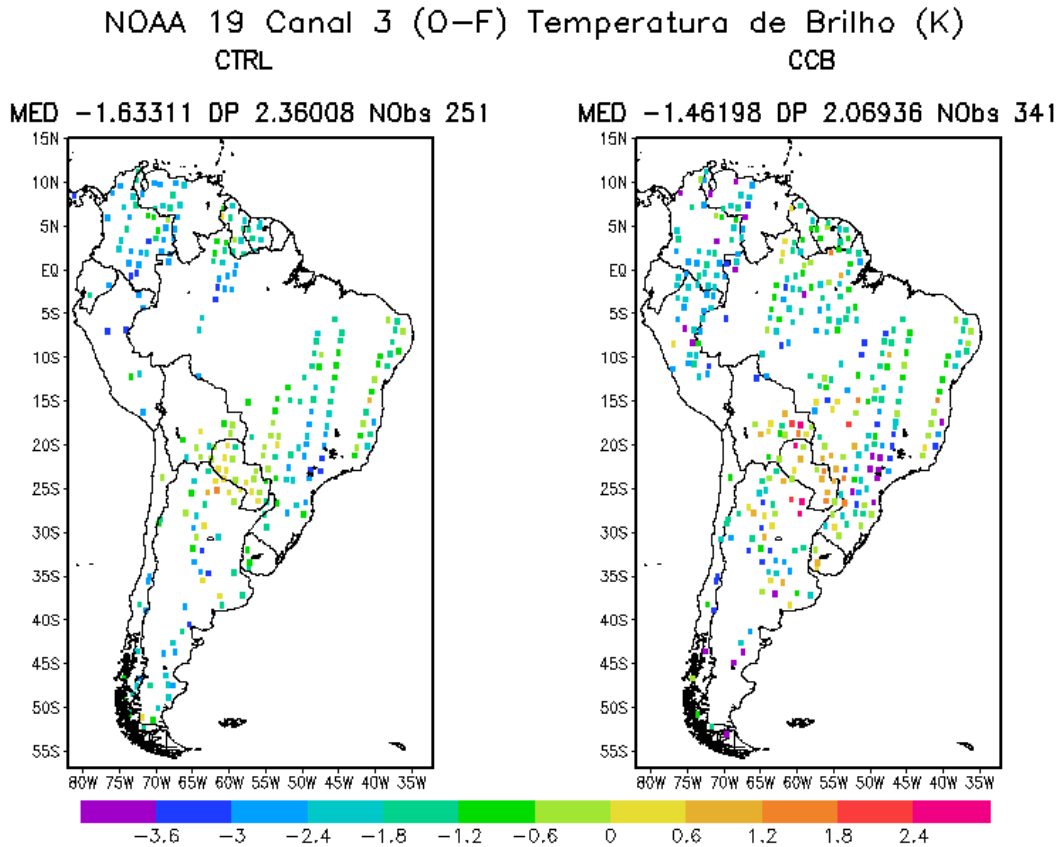 NOAA 19 Canal 3 (O-F) Temperatura de Brilho (K)
CTRL
CCB
MED -1.63311 DP 2.36008 NObs 251
MED -1.46198 DP 2.06936 NObs 341
15N
10N
5N
EQ
5S
10S
15S
20S
25S
30S
35S
40S
45S
50S
55S
80W 75W 70W 65W 60W 55W 50W 45W 40W 35W
15N
10N
5N
EQ
5S
10S
15S
20S
25S
30S
35S
40S
45S
50S
55S
80W 75W 70W 65W 60W 55W 50W 45W 40W 35W
-3.6 -3 -2.4 -1.8 -1.2 -0.6 0 0.6 1.2 1.8 2.4